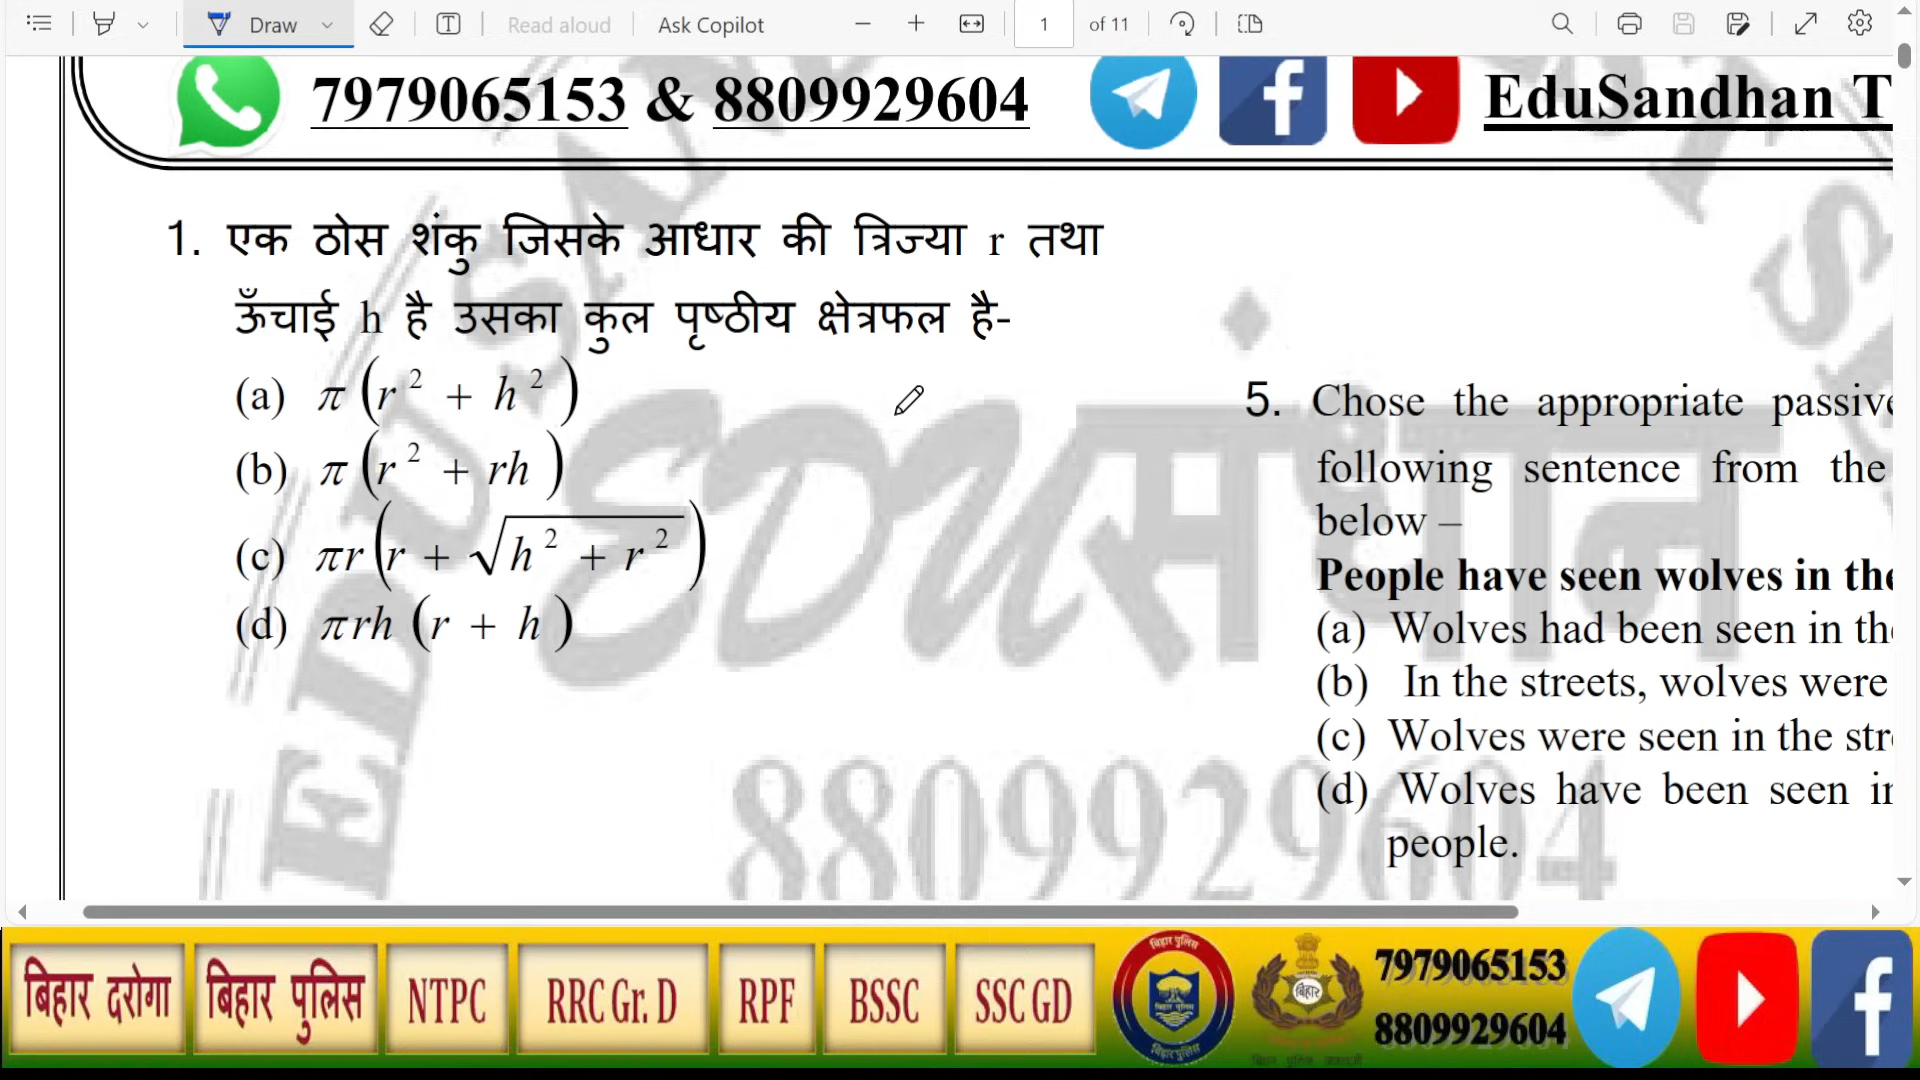 Draw
Read aloud
Ask Copilot
1
of 11
7979065153 & 8809929604
EduSandhan T
1. एक ठोस शंकु जिसके आधार की त्रिज्या r तथा
ऊँचाई h है उसका कुल पृष्ठीय क्षेत्रफल है-
(a) π(r² + h²)
(b) π(r² + rh)
(c) πr(r + √h² + r²)
(d) πrh (r + h)
5. Chose the appropriate passive
following sentence from the
below –
People have seen wolves in the
(a) Wolves had been seen in the
(b) In the streets, wolves were
(c) Wolves were seen in the str
(d) Wolves have been seen in
people.
EDUसंधान
8809929604
बिहार दरोगा
बिहार पुलिस
NTPC
RRC Gr. D
RPF
BSSC
SSC GD
बिहार पुलिस
बिहार पुलिस
बिहार
7979065153
8809929604